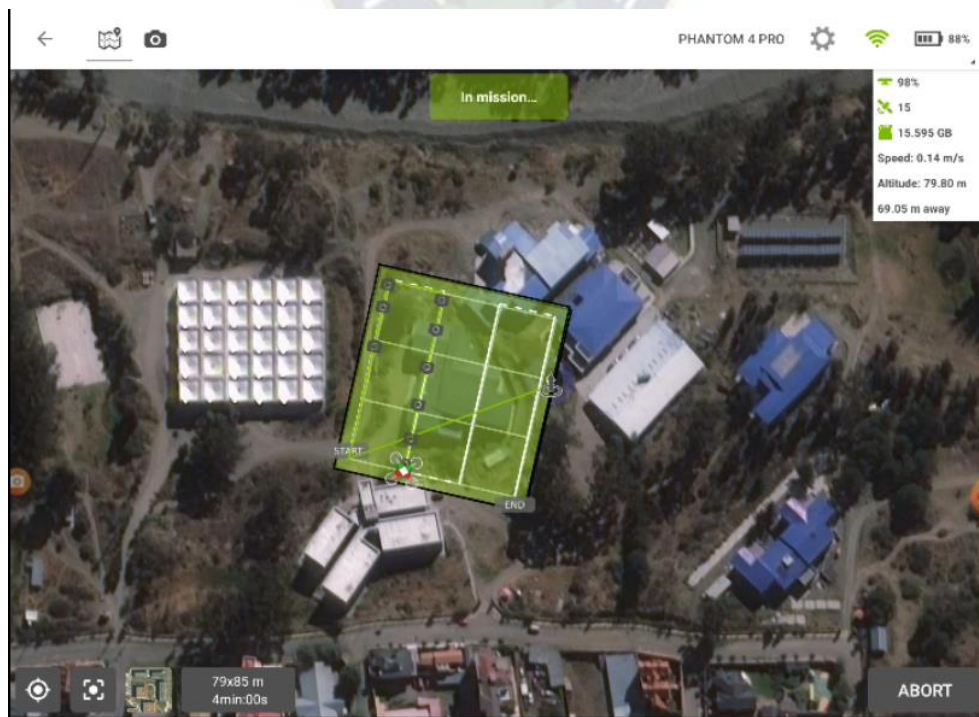 PHANTOM 4 PRO
88%
In mission...
98%
15
15.595 GB
Speed: 0.14 m/s
Altitude: 79.80 m
69.05 m away
START
END
79x85 m
4min:00s
ABORT